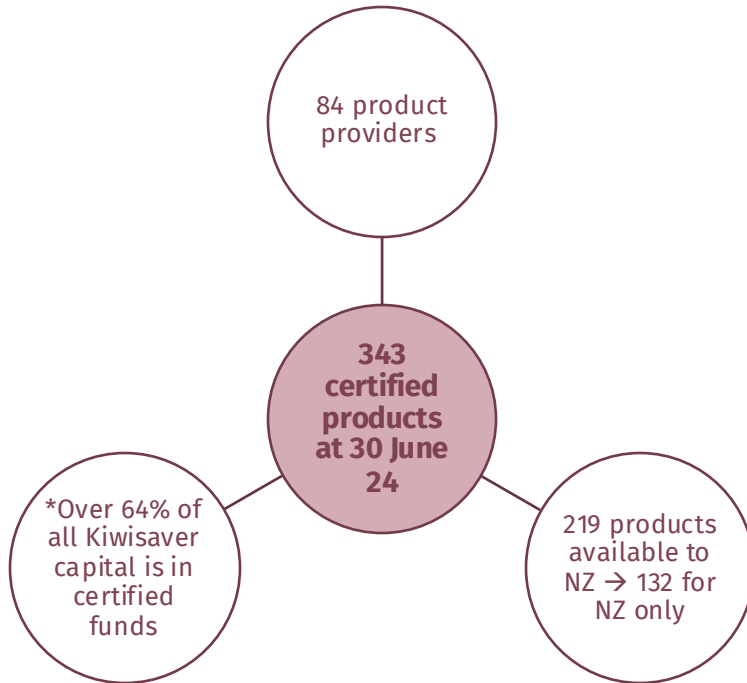 84 product
providers
343
certified
products
at 30 June
24
*Over 64% of
all Kiwisaver
capital is in
certified
funds
219 products
available to
NZ → 132 for
NZ only